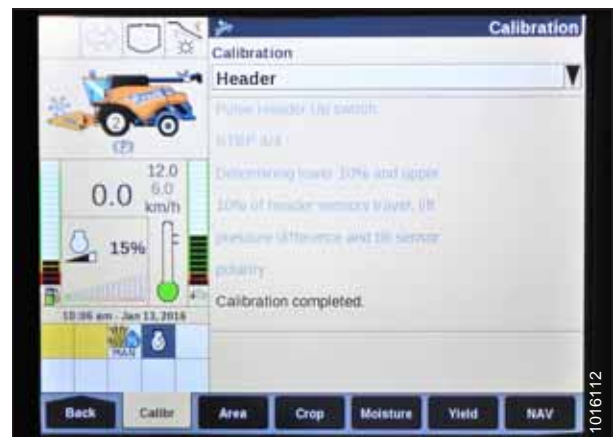 Calibration
Calibration
Header
Pulse Header Up switch.
STEP 3/3
Determining lower 10% and upper
10% of header sensors travel, lift
pressure difference and tilt sensor
polarity
Calibration completed.
2
(P)
12.0
0.0 6.0
km/h
15%
10:06 am - Jan 13, 2016
MAN
Back Calibr Area Crop Moisture Yield NAV
1016112